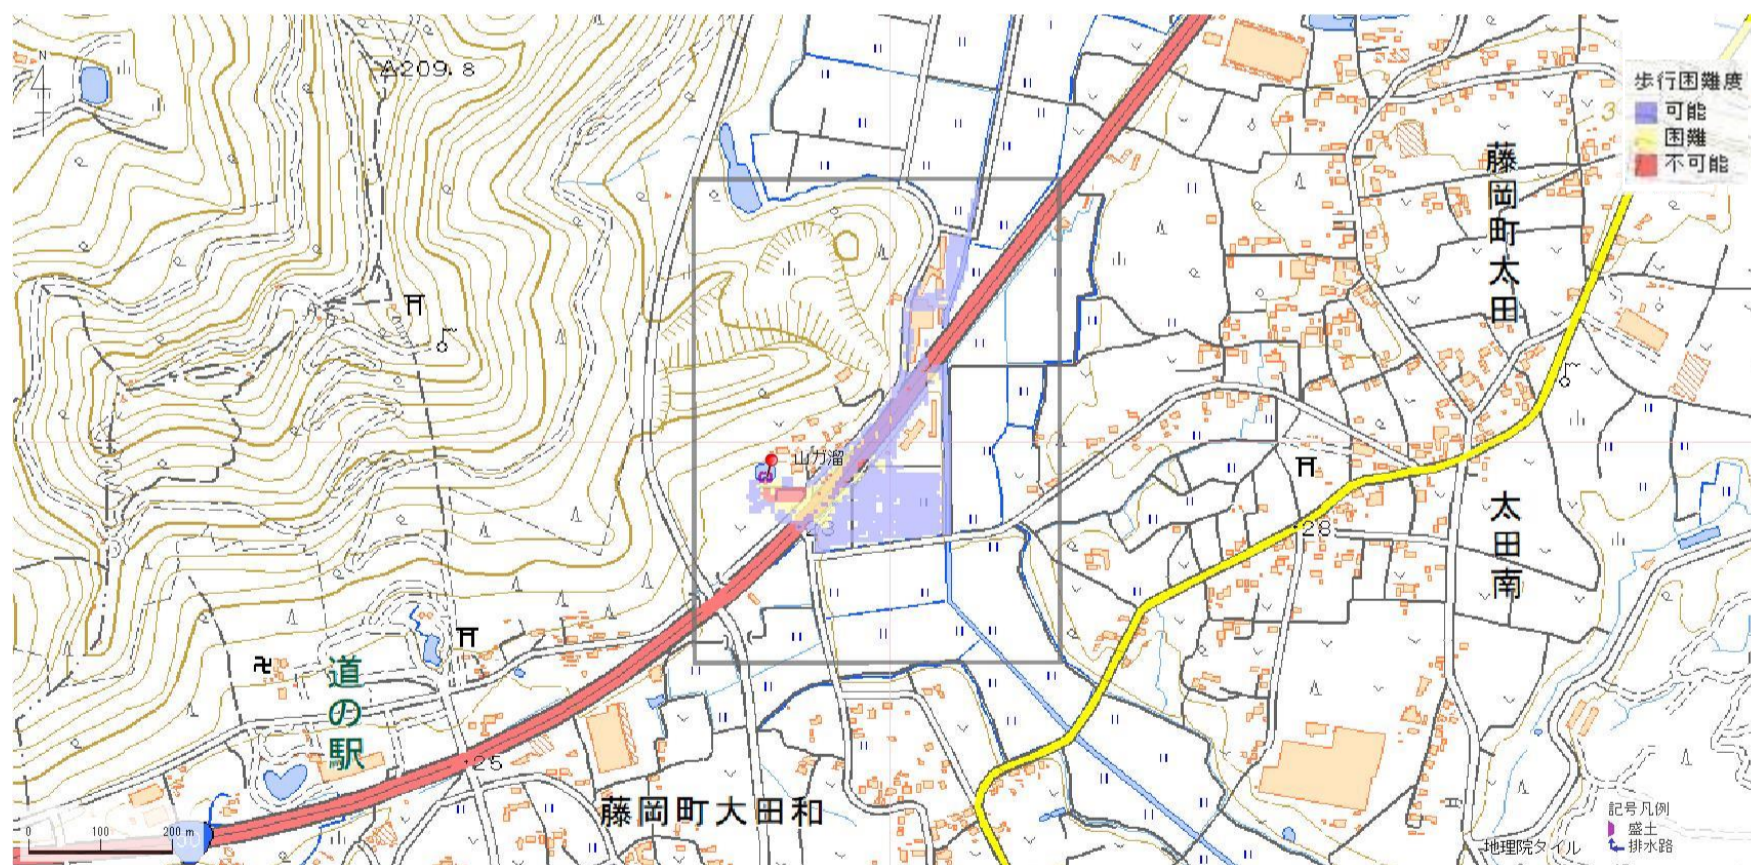 N
209.8
歩行困難度
可能
困難
不可能
3
藤岡町太田
山ガ溜
太田南
28
道の駅
25
藤岡町大田和
0 100 200 m
記号凡例
盛土
排水路
地理院タイル